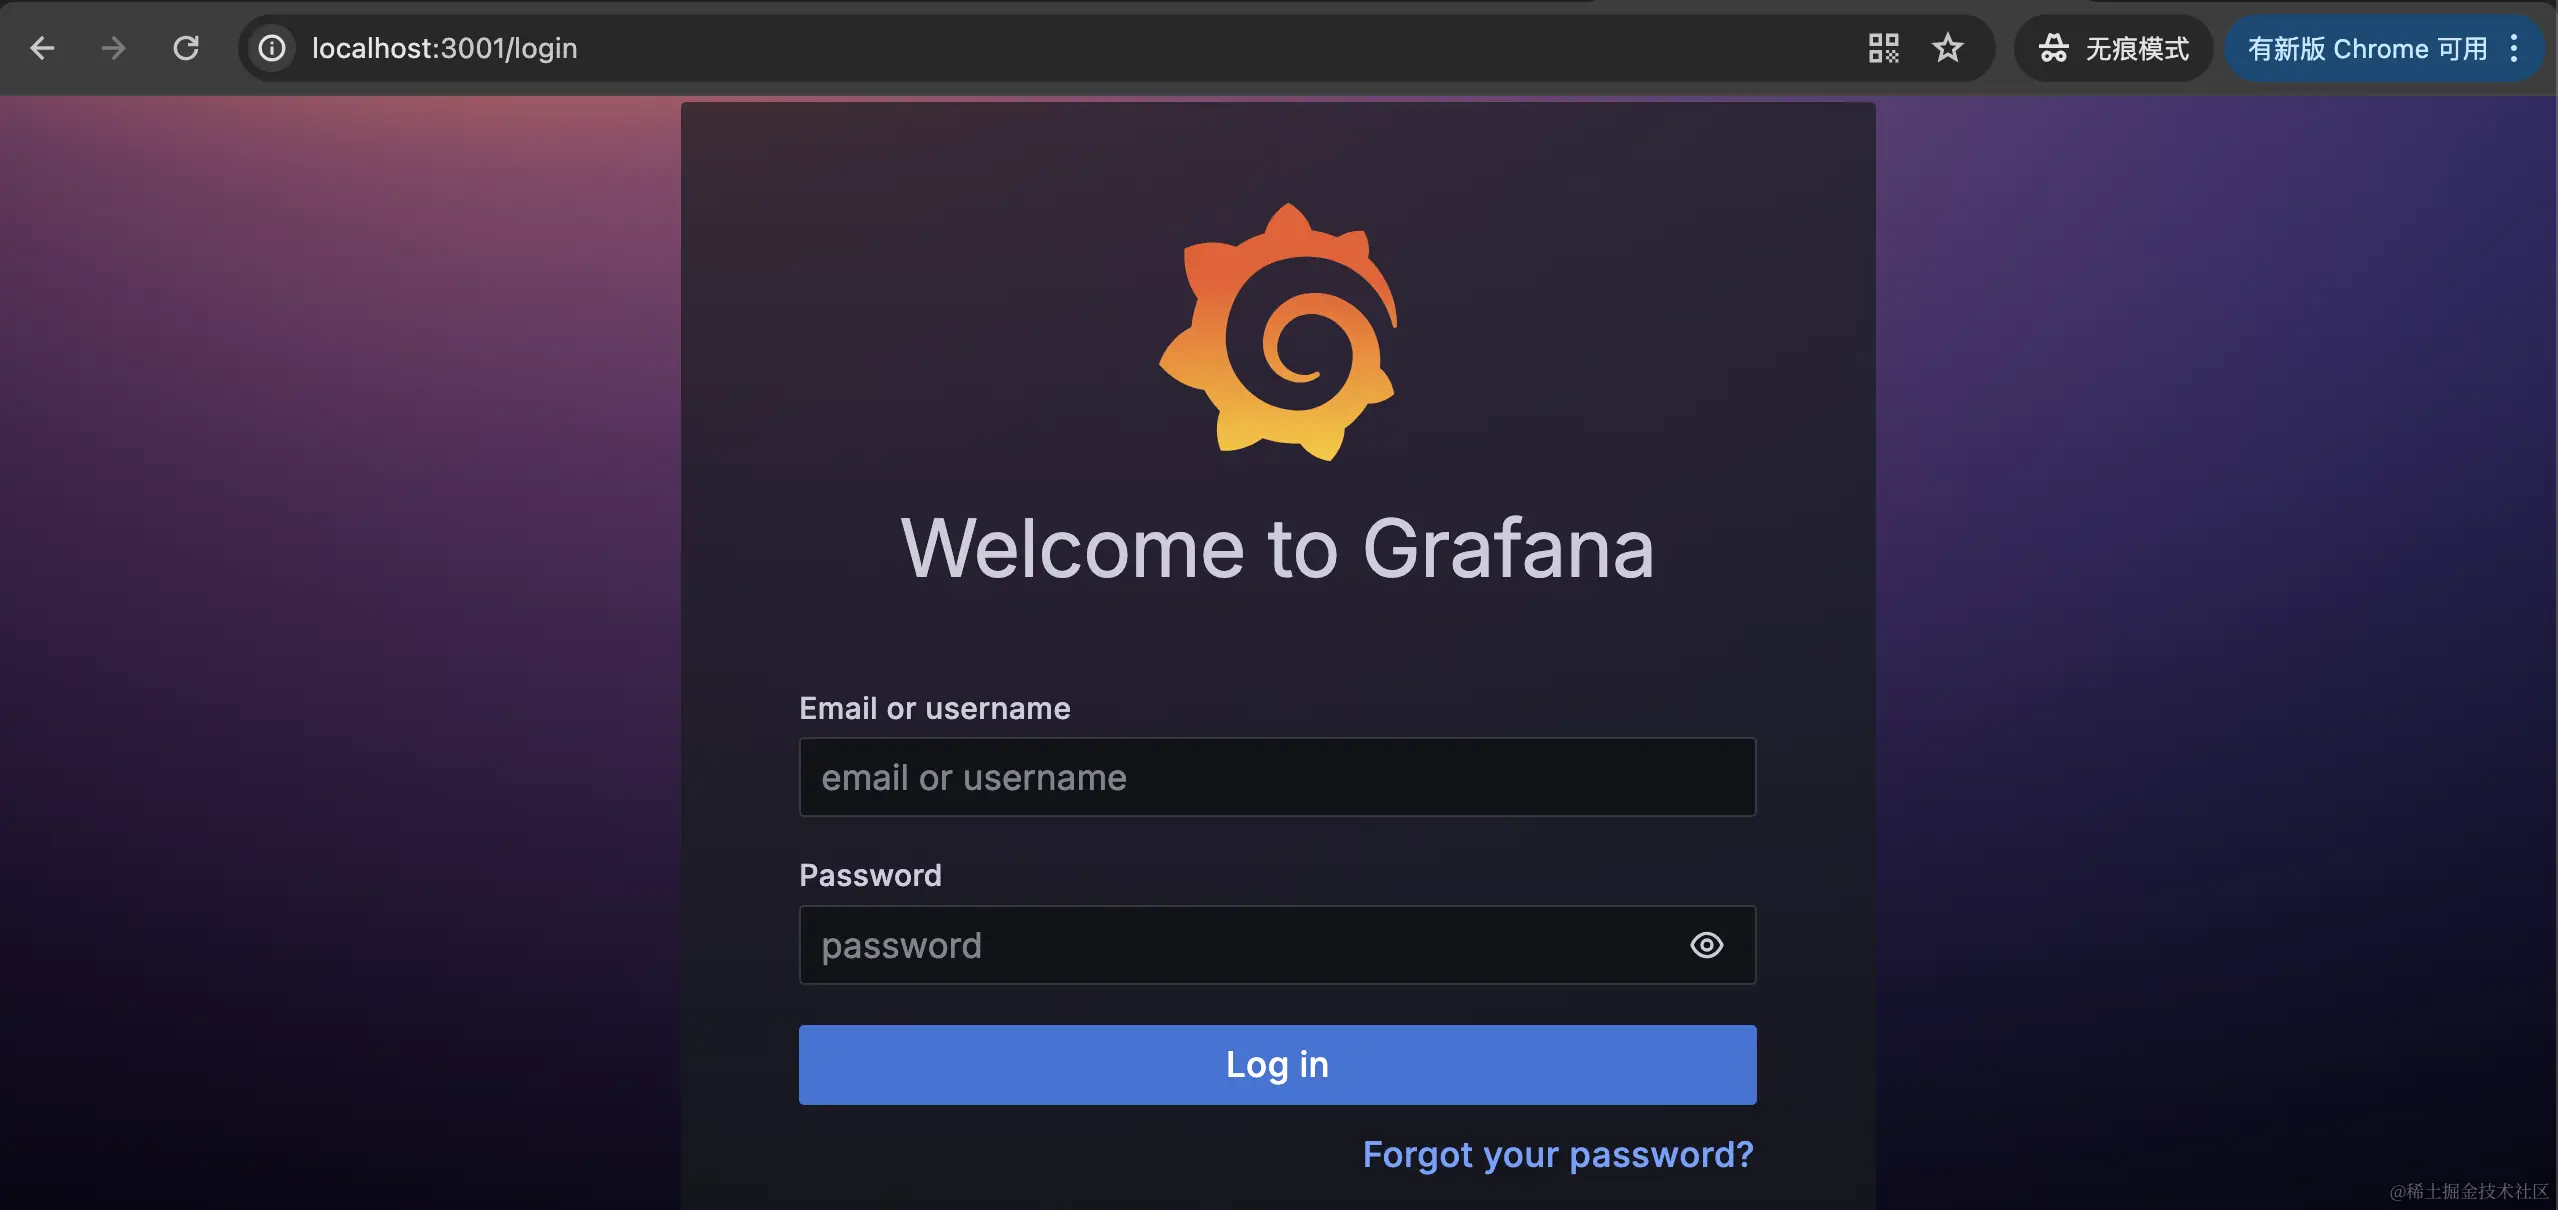 localhost:3001/login
无痕模式
有新版 Chrome 可用
Welcome to Grafana
Email or username
email or username
Password
password
Log in
Forgot your password?
@稀土掘金技术社区